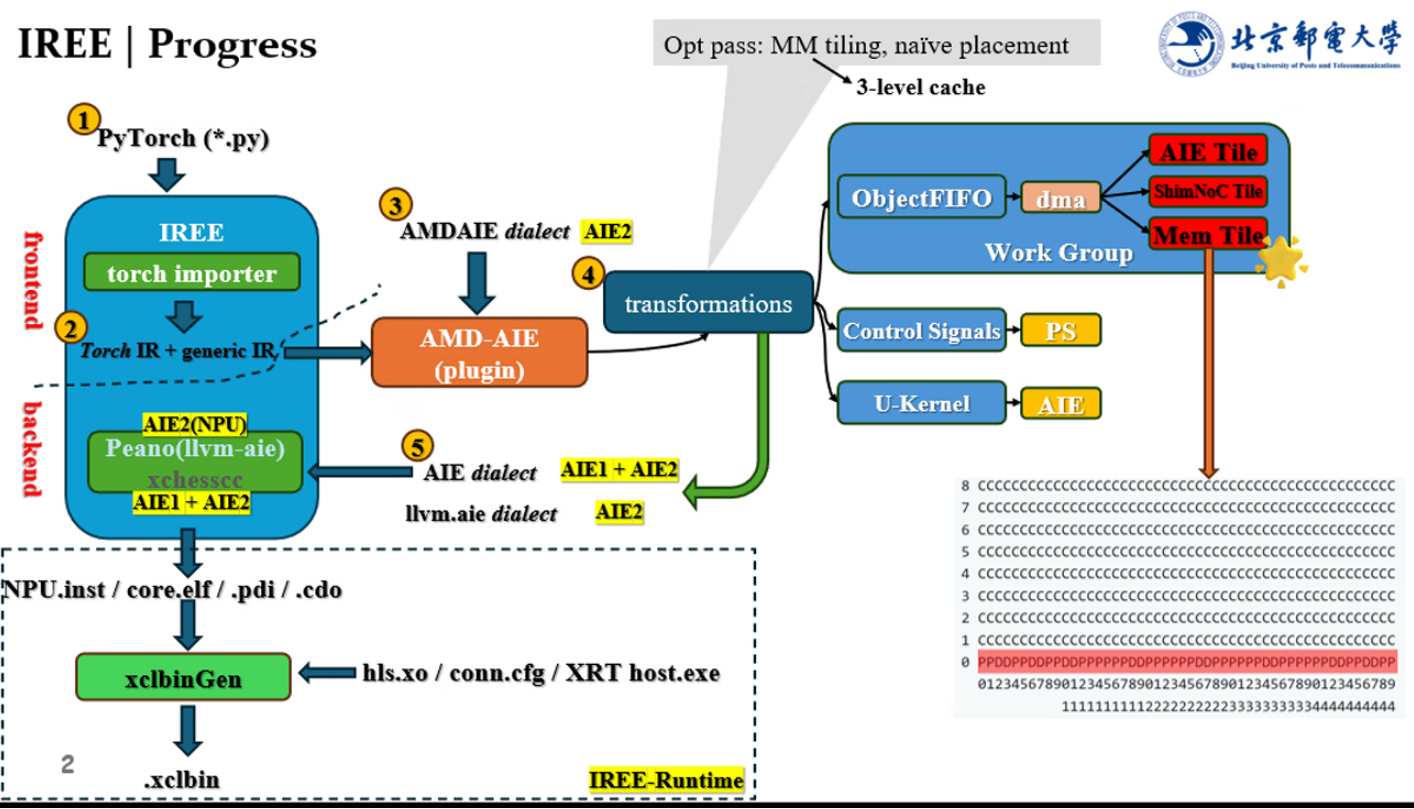 IREE | Progress
Opt pass: MM tiling, naïve placement
3-level cache
北京郵電大學
Beijing University of Posts and Telecommunications
1
PyTorch (*.py)
frontend
IREE
torch importer
2
Torch IR + generic IR
3
AMDAIE dialect AIE2
AMD-AIE
(plugin)
4
transformations
ObjectFIFO
dma
AIE Tile
ShimNoC Tile
Mem Tile
Work Group
Control Signals
PS
U-Kernel
AIE
backend
AIE2(NPU)
Peano(llvm-aie)
xchesscc
AIE1 + AIE2
5
AIE dialect AIE1 + AIE2
llvm.aie dialect AIE2
NPU.inst / core.elf / .pdi / .cdo
xclbinGen
hls.xo / conn.cfg / XRT host.exe
.xclbin
IREE-Runtime
2
8 CCCCCCCCCCCCCCCCCCCCCCCCCCCCCCCCCCCCCCCCCCCCCCCCCC
7 CCCCCCCCCCCCCCCCCCCCCCCCCCCCCCCCCCCCCCCCCCCCCCCCCC
6 CCCCCCCCCCCCCCCCCCCCCCCCCCCCCCCCCCCCCCCCCCCCCCCCCC
5 CCCCCCCCCCCCCCCCCCCCCCCCCCCCCCCCCCCCCCCCCCCCCCCCCC
4 CCCCCCCCCCCCCCCCCCCCCCCCCCCCCCCCCCCCCCCCCCCCCCCCCC
3 CCCCCCCCCCCCCCCCCCCCCCCCCCCCCCCCCCCCCCCCCCCCCCCCCC
2 CCCCCCCCCCCCCCCCCCCCCCCCCCCCCCCCCCCCCCCCCCCCCCCCCC
1 CCCCCCCCCCCCCCCCCCCCCCCCCCCCCCCCCCCCCCCCCCCCCCCCCC
0 PPDDPPDDPPDDPPPPPPDDPPPPPPDDPPPPPPDDPPPPPPDDPPDDPP
01234567890123456789012345678901234567890123456789
1111111111222222222233333333334444444444